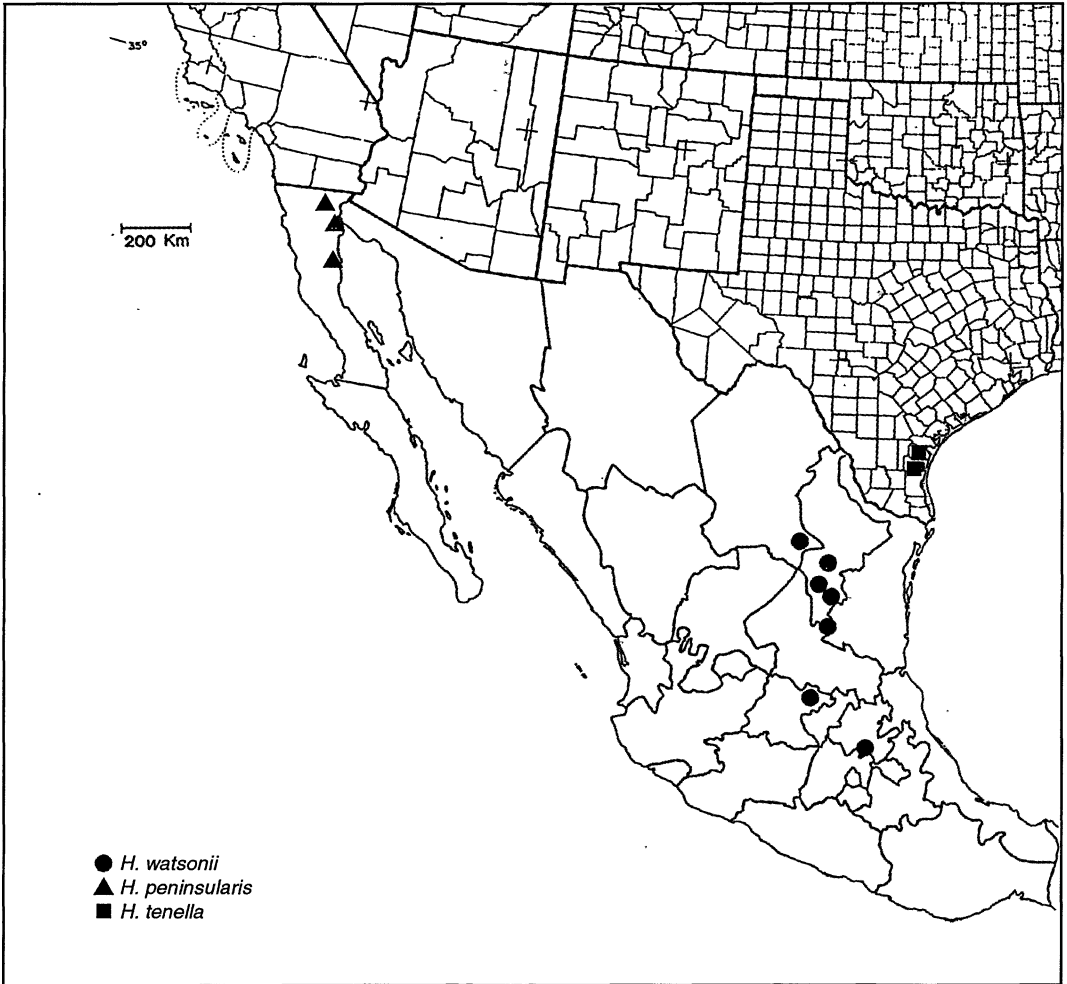 35°
200 Km
H. watsonii
H. peninsularis
H. tenella